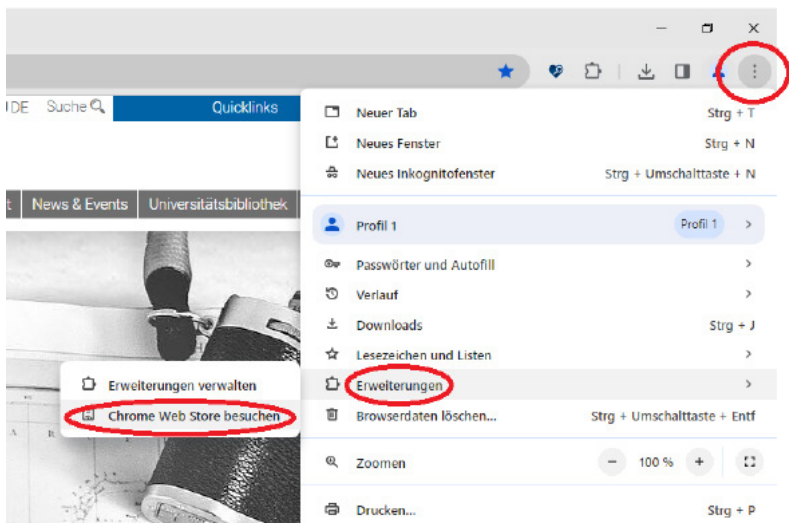 DE Suche Quicklinks
t News & Events Universitätsbibliothek
Neuer Tab Strg + T
Neues Fenster Strg + N
Neues Inkognitofenster Strg + Umschalttaste + N
Profil 1 Profil 1
Passwörter und Autofill
Verlauf
Downloads Strg + J
Lesezeichen und Listen
Erweiterungen
Erweiterungen verwalten
Chrome Web Store besuchen
Browserdaten löschen... Strg + Umschalttaste + Entf
Zoomen − 100 % +
Drucken... Strg + P